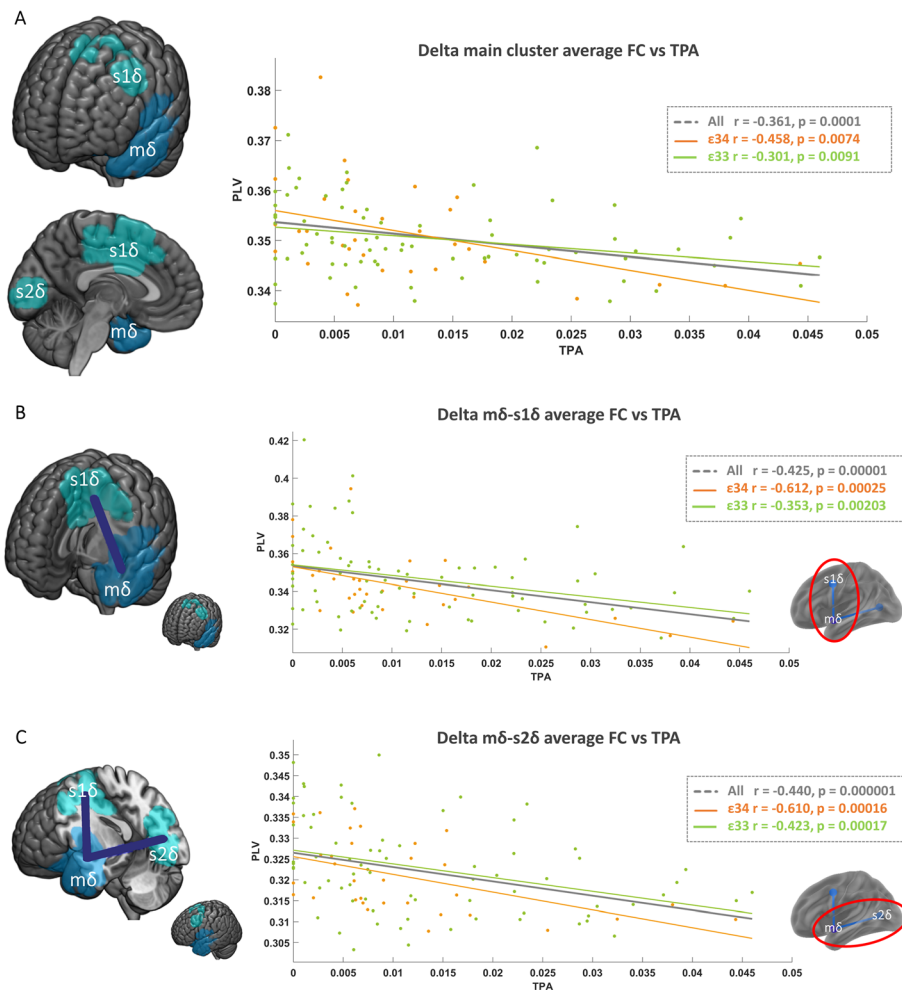 A
s1δ
mδ
s1δ
s2δ
mδ
Delta main cluster average FC vs TPA
All r = -0.361, p = 0.0001
ε34 r = -0.458, p = 0.0074
ε33 r = -0.301, p = 0.0091
PLV
0.38
0.37
0.36
0.35
0.34
0 0.005 0.01 0.015 0.02 0.025 0.03 0.035 0.04 0.045 0.05
TPA
B
s1δ
mδ
Delta mδ-s1δ average FC vs TPA
All r = -0.425, p = 0.00001
ε34 r = -0.612, p = 0.00025
ε33 r = -0.353, p = 0.00203
PLV
0.42
0.4
0.38
0.36
0.34
0.32
0 0.005 0.01 0.015 0.02 0.025 0.03 0.035 0.04 0.045 0.05
TPA
s1δ
mδ
C
s1δ
s2δ
mδ
Delta mδ-s2δ average FC vs TPA
All r = -0.440, p = 0.000001
ε34 r = -0.610, p = 0.00016
ε33 r = -0.423, p = 0.00017
PLV
0.35
0.345
0.34
0.335
0.33
0.325
0.32
0.315
0.31
0.305
0 0.005 0.01 0.015 0.02 0.025 0.03 0.035 0.04 0.045 0.05
TPA
s2δ
mδ